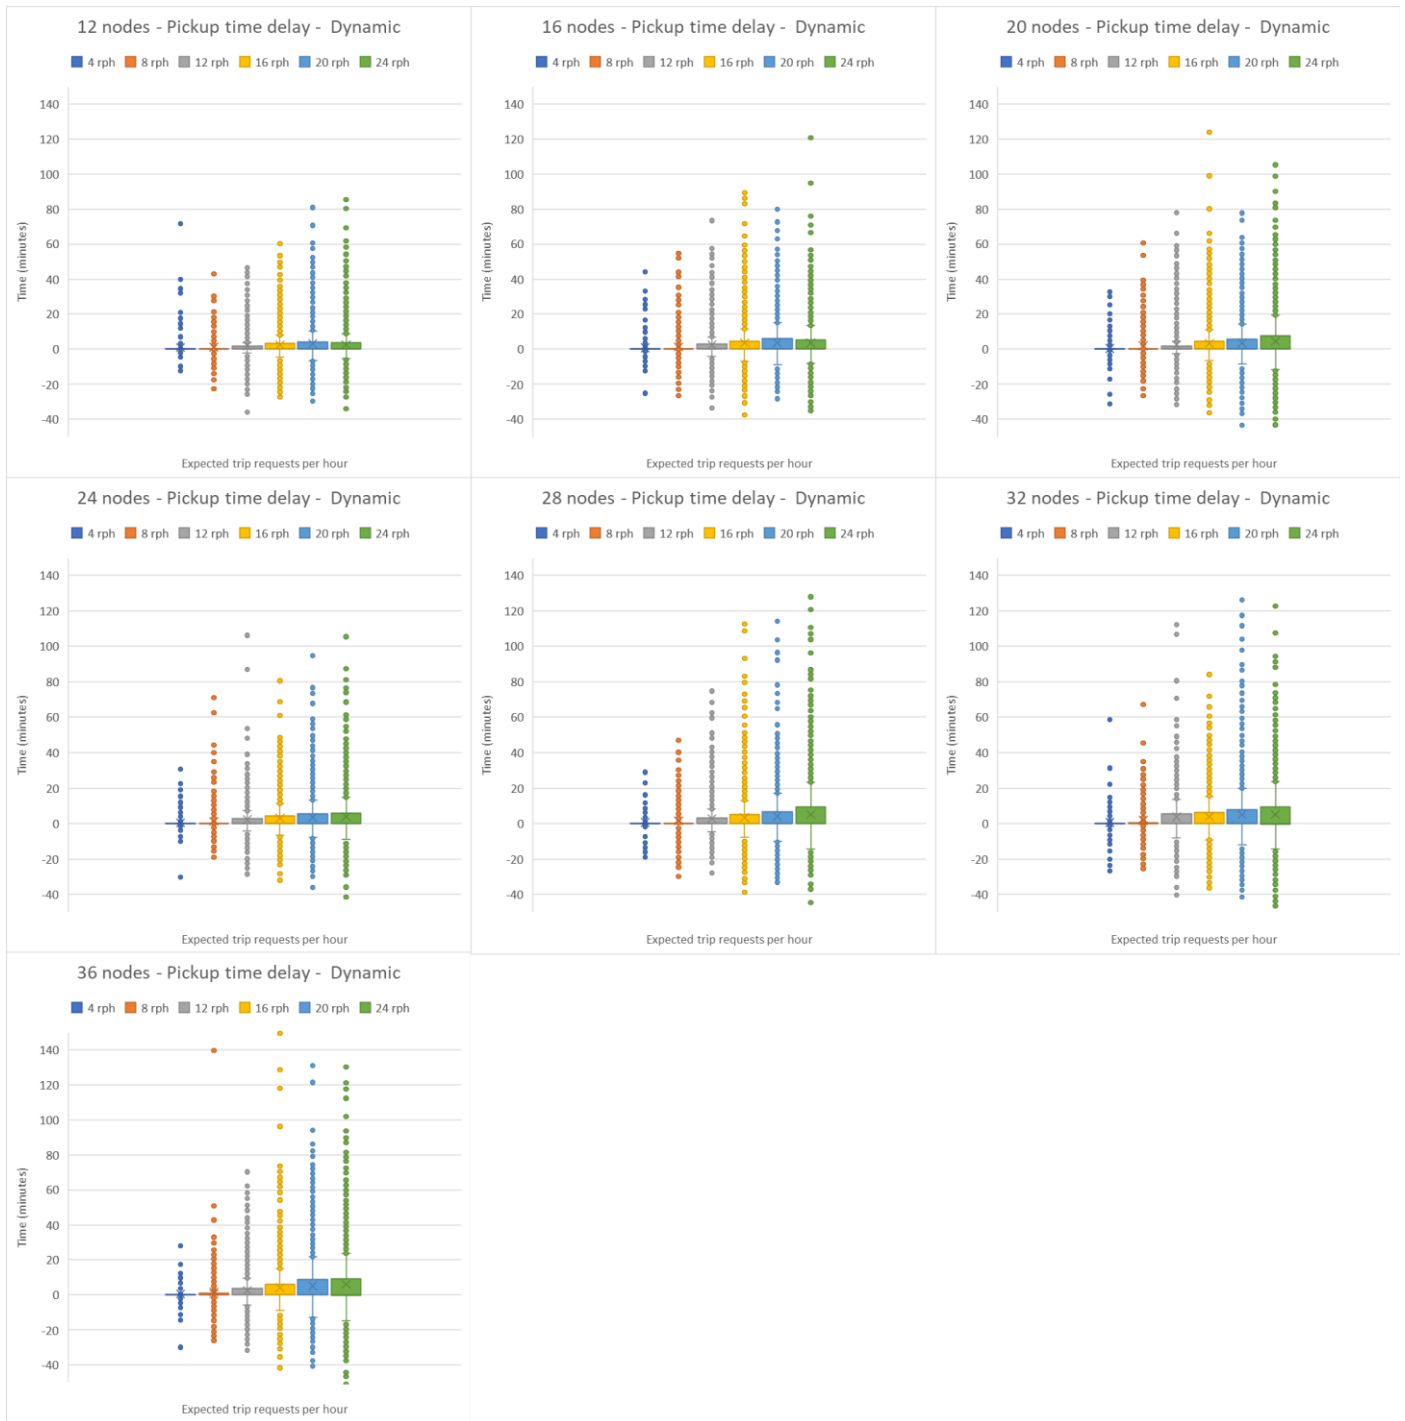 12 nodes - Pickup time delay -  Dynamic
4 rph 8 rph 12 rph 16 rph 20 rph 24 rph
140
120
100
80
60
40
20
0
-20
-40
Time (minutes)
Expected trip requests per hour
16 nodes - Pickup time delay -  Dynamic
4 rph 8 rph 12 rph 16 rph 20 rph 24 rph
140
120
100
80
60
40
20
0
-20
-40
Time (minutes)
Expected trip requests per hour
20 nodes - Pickup time delay -  Dynamic
4 rph 8 rph 12 rph 16 rph 20 rph 24 rph
140
120
100
80
60
40
20
0
-20
-40
Time (minutes)
Expected trip requests per hour
24 nodes - Pickup time delay -  Dynamic
4 rph 8 rph 12 rph 16 rph 20 rph 24 rph
140
120
100
80
60
40
20
0
-20
-40
Time (minutes)
Expected trip requests per hour
28 nodes - Pickup time delay -  Dynamic
4 rph 8 rph 12 rph 16 rph 20 rph 24 rph
140
120
100
80
60
40
20
0
-20
-40
Time (minutes)
Expected trip requests per hour
32 nodes - Pickup time delay -  Dynamic
4 rph 8 rph 12 rph 16 rph 20 rph 24 rph
140
120
100
80
60
40
20
0
-20
-40
Time (minutes)
Expected trip requests per hour
36 nodes - Pickup time delay -  Dynamic
4 rph 8 rph 12 rph 16 rph 20 rph 24 rph
140
120
100
80
60
40
20
0
-20
-40
Time (minutes)
Expected trip requests per hour